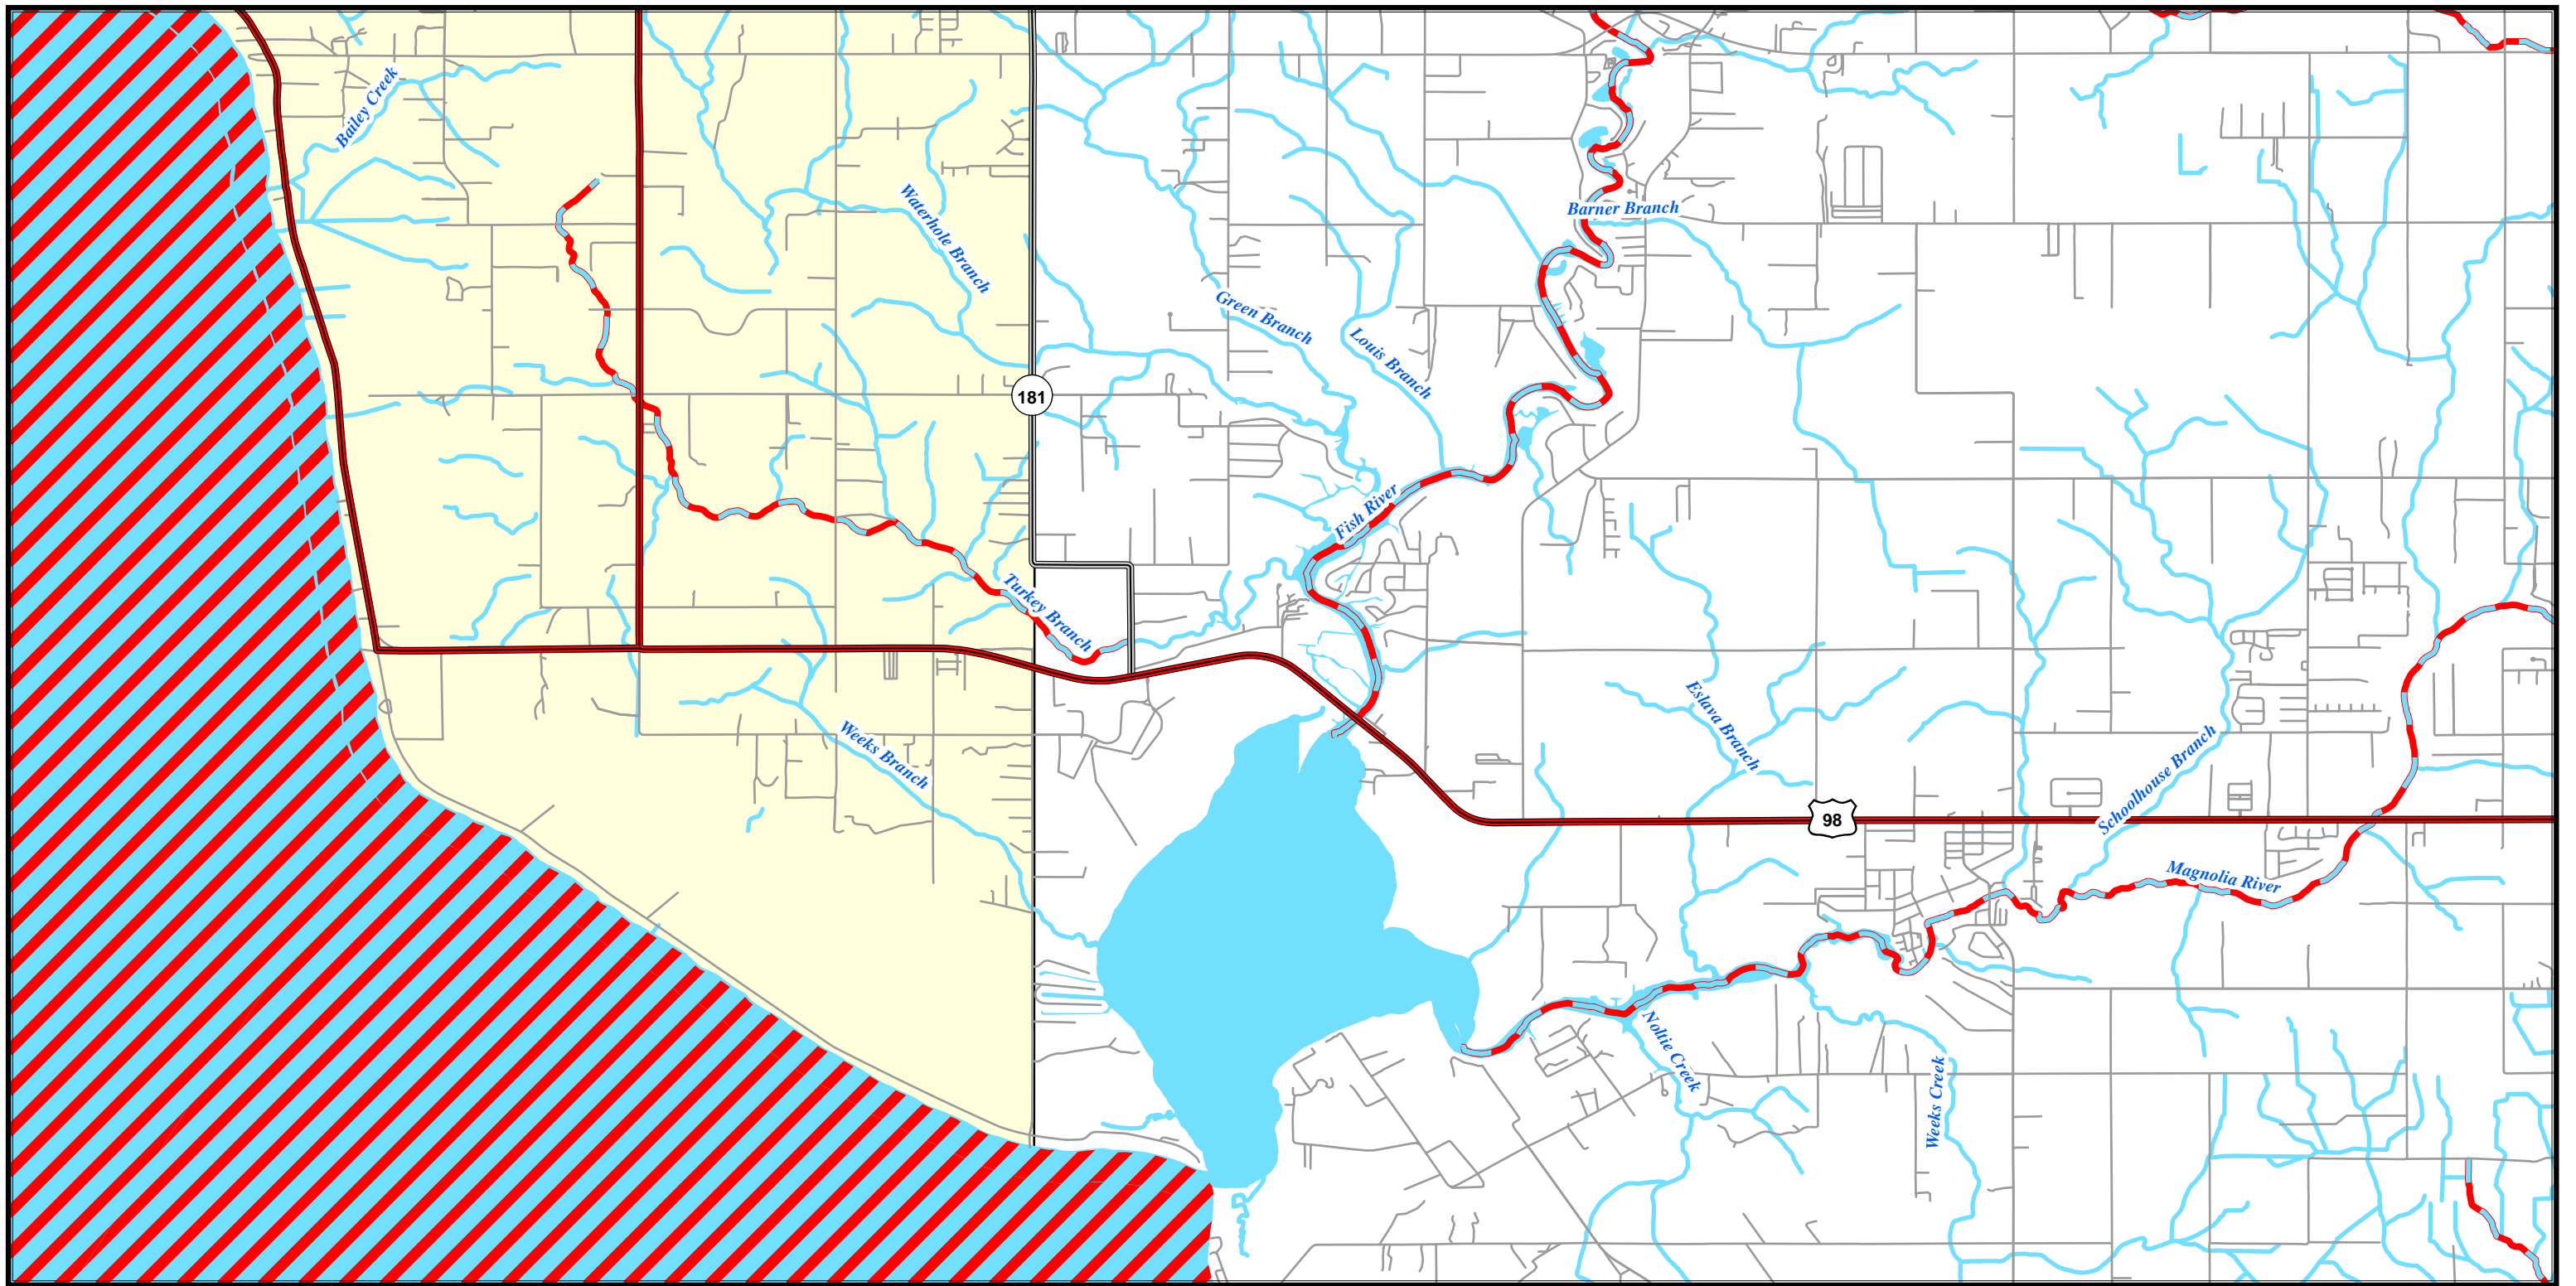 Bailey Creek
Waterhole Branch
Barner Branch
Green Branch
Louis Branch
181
Fish River
Turkey Branch
Eslava Branch
Weeks Branch
Schoolhouse Branch
98
Magnolia River
Noltie Creek
Weeks Creek